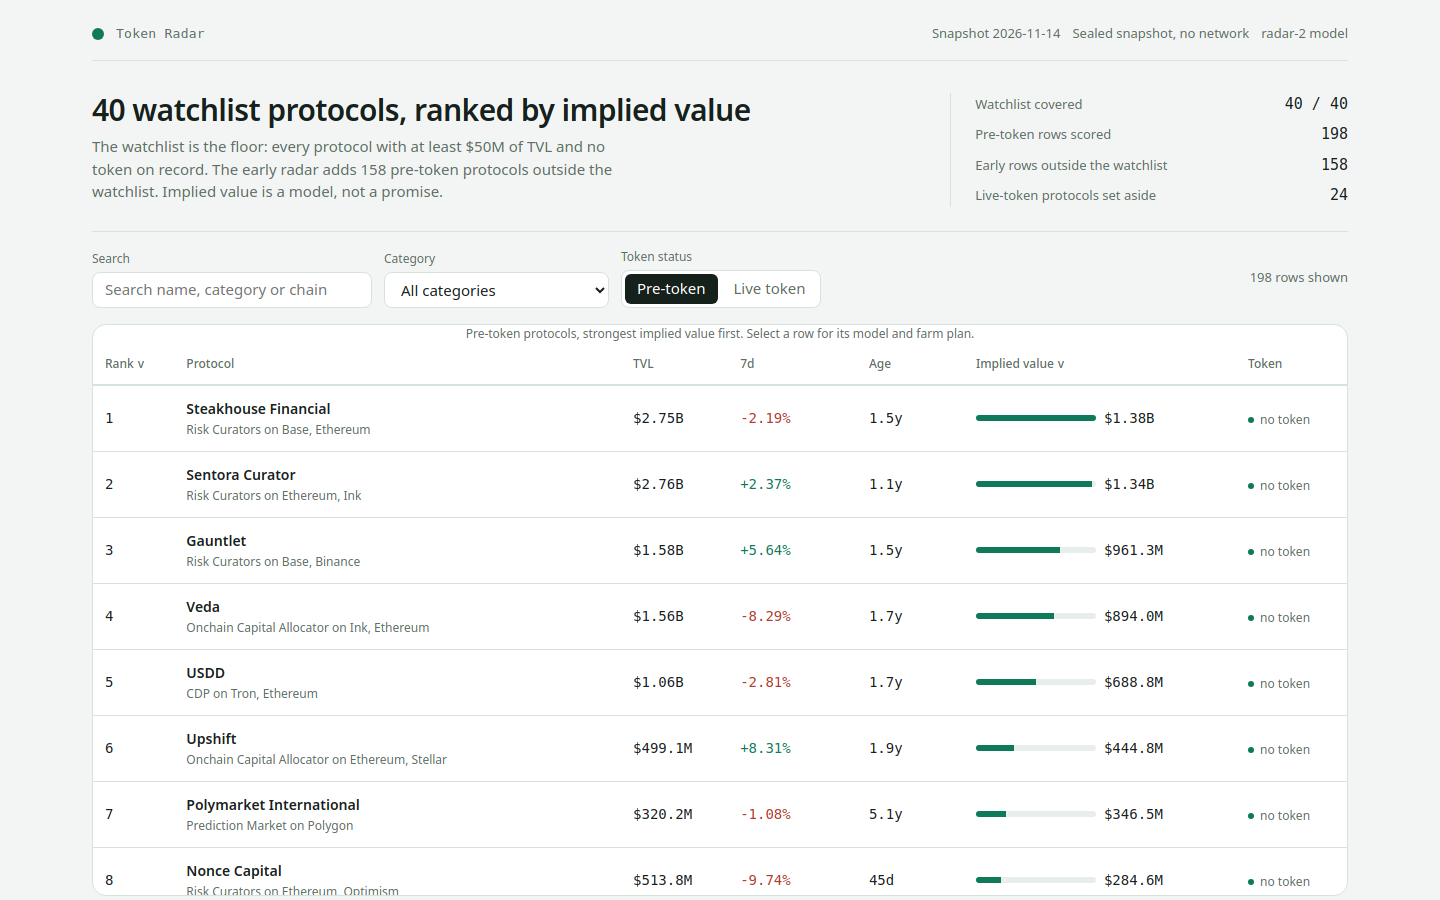 Token Radar
Snapshot 2026-11-14 Sealed snapshot, no network radar-2 model
40 watchlist protocols, ranked by implied value
The watchlist is the floor: every protocol with at least $50M of TVL and no
token on record. The early radar adds 158 pre-token protocols outside the
watchlist. Implied value is a model, not a promise.
Watchlist covered 40 / 40
Pre-token rows scored 198
Early rows outside the watchlist 158
Live-token protocols set aside 24
Search
Search name, category or chain
Category
All categories
Token status
Pre-token Live token
198 rows shown
Pre-token protocols, strongest implied value first. Select a row for its model and farm plan.
Rank v Protocol TVL 7d Age Implied value v Token
1 Steakhouse Financial $2.75B -2.19% 1.5y $1.38B no token
Risk Curators on Base, Ethereum
2 Sentora Curator $2.76B +2.37% 1.1y $1.34B no token
Risk Curators on Ethereum, Ink
3 Gauntlet $1.58B +5.64% 1.5y $961.3M no token
Risk Curators on Base, Binance
4 Veda $1.56B -8.29% 1.7y $894.0M no token
Onchain Capital Allocator on Ink, Ethereum
5 USDD $1.06B -2.81% 1.7y $688.8M no token
CDP on Tron, Ethereum
6 Upshift $499.1M +8.31% 1.9y $444.8M no token
Onchain Capital Allocator on Ethereum, Stellar
7 Polymarket International $320.2M -1.08% 5.1y $346.5M no token
Prediction Market on Polygon
8 Nonce Capital $513.8M -9.74% 45d $284.6M no token
Risk Curators on Ethereum, Optimism